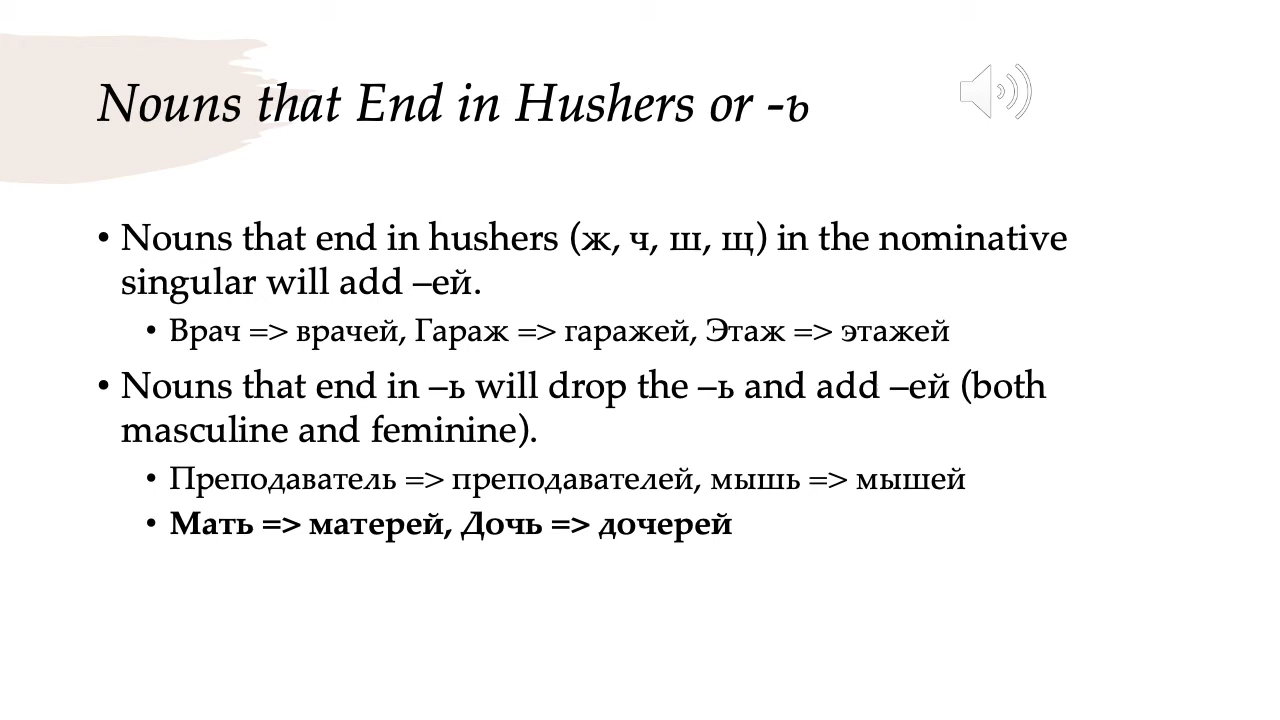 Nouns that End in Hushers or -ь
• Nouns that end in hushers (ж, ч, ш, щ) in the nominative
singular will add –ей.
• Врач => врачей, Гараж => гаражей, Этаж => этажей
• Nouns that end in –ь will drop the –ь and add –ей (both
masculine and feminine).
• Преподаватель => преподавателей, мышь => мышей
• Мать => матерей, Дочь => дочерей